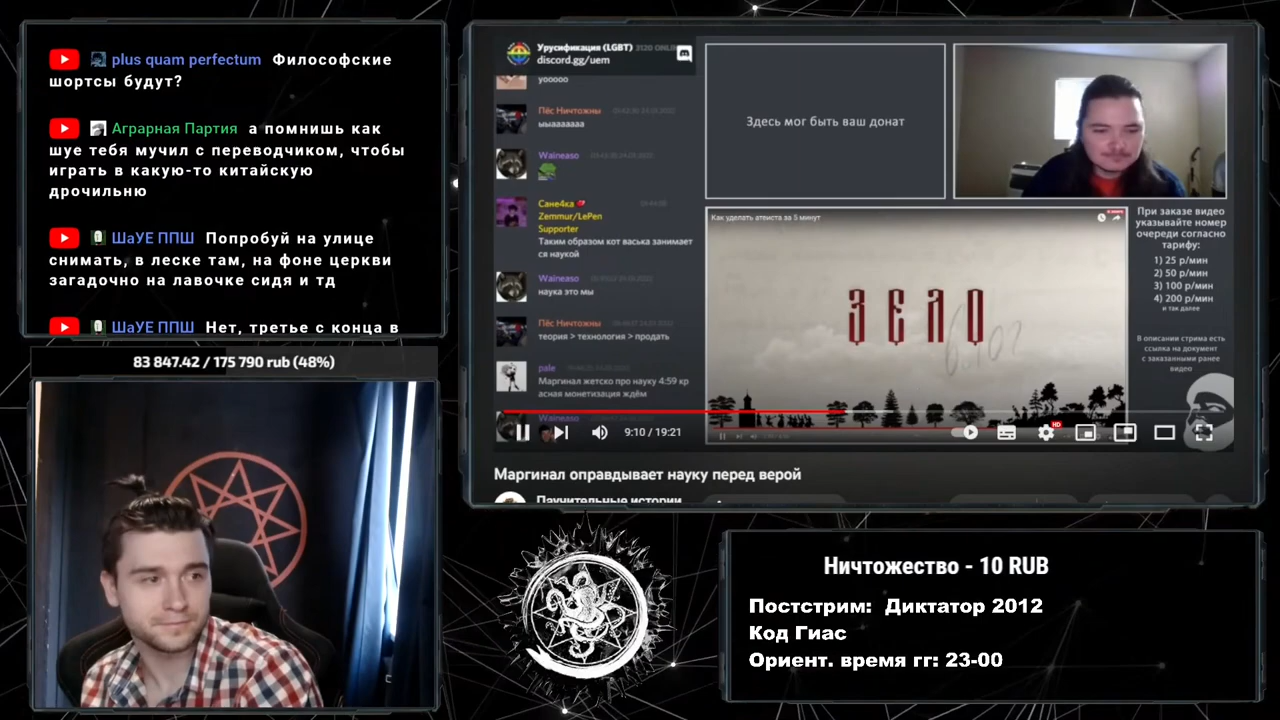 plus quam perfectum Философские
шортсы будут?
Аграрная Партия а помнишь как
шуе тебя мучил с переводчиком, чтобы
играть в какую-то китайскую
дрочильню
ШаУЕ ППШ Попробуй на улице
снимать, в леске там, на фоне церкви
загадочно на лавочке сидя и тд
ШаУЕ ППШ Нет, третье с конца в
83 847.42 / 175 790 rub (48%)
Урусификация (LGBT) 3120 ONLI
discord.gg/uem
yooooo
Пёс Ничтожны
ыыааааааа
Waineaso
Сане4ка
Zemmur/LePen
Supporter
Таким образом кот васька занимает
ся наукой
Waineaso
наука это мы
Пёс Ничтожны
теория > технология > продать
pale
Маргинал жетско про науку 4:59 кр
асная монетизация ждём
Waineaso
Здесь мог быть ваш донат
Как уделать атеиста за 5 минут
ЗЕЛО
При заказе видео
указывайте номер
очереди согласно
тарифу:
1) 25 р/мин
2) 50 р/мин
3) 100 р/мин
4) 200 р/мин
и так далее
В описании стрима есть
ссылка на документ
с заказанными ранее
видео
9:10 / 19:21
HD
Маргинал оправдывает науку перед верой
Паучительные истории
Ничтожество - 10 RUB
Постстрим: Диктатор 2012
Код Гиас
Ориент. время гг: 23-00